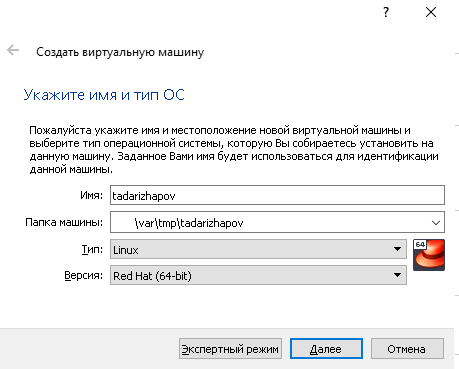 ?
Создать виртуальную машину
Укажите имя и тип ОС
Пожалуйста укажите имя и местоположение новой виртуальной машины и
выберите тип операционной системы, которую Вы собираетесь установить на
данную машину. Заданное Вами имя будет использоваться для идентификации
данной машины.
Имя: tadarizhapov
Папка машины: \var\tmp\tadarizhapov
Тип: Linux
64
Версия: Red Hat (64-bit)
Экспертный режим Далее Отмена